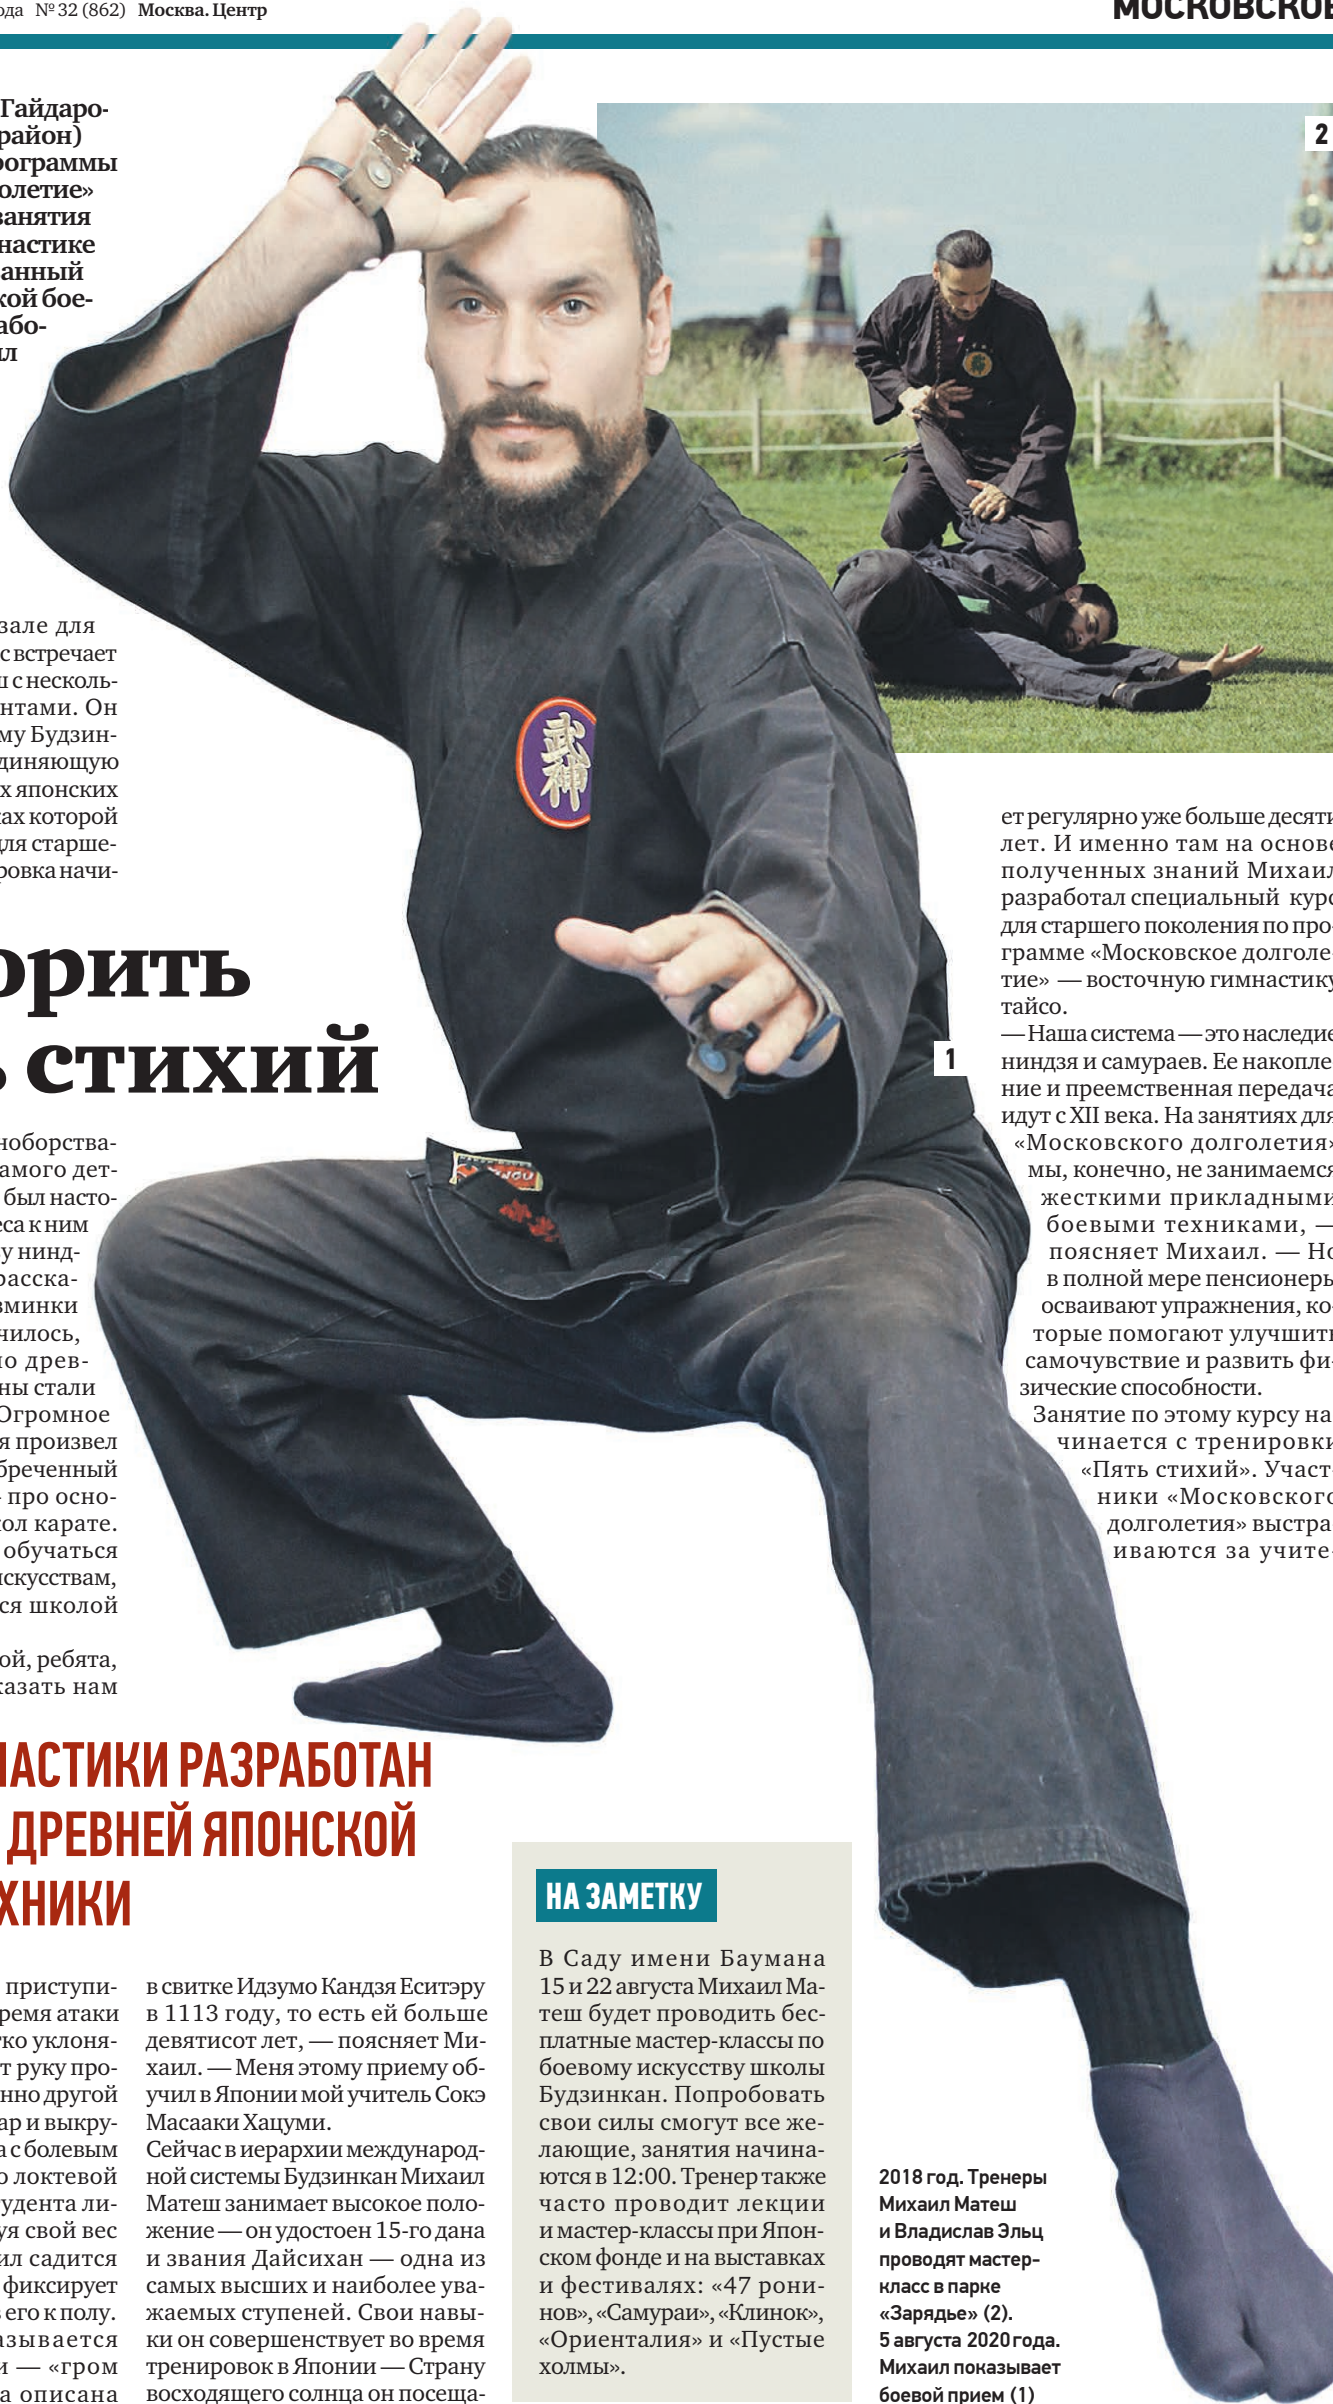 ода № 32 (862) Москва. Центр
МОСКОВСКОЕ
Гайдаро-
район)
рограммы
олетие»
занятия
настике
анный
кой бое-
або-
ил
зале для
с встречает
ш с несколь-
нтами. Он
му Будзин-
диняющую
х японских
ках которой
для старше-
ровка начи-
орить
ь стихий
ноборства-
амого дет-
был насто-
еса к ним
у нинд-
расска-
зминки
чилось,
по древ-
ны стали
Огромное
я произвел
бреченный
- про осно-
кол карате.
обучаться
искусствам,
ся школой
ой, ребята,
казать нам
НАСТИКИ РАЗРАБОТАН
ДРЕВНЕЙ ЯПОНСКОЙ
ХНИКИ
приступи-
ремя атаки
гко уклоня-
т руку про-
нно другой
ар и выкру-
а с болевым
о локтевой
тудента ли-
уя свой вес
ил садится
фиксирует
в его к полу.
азывается
и — «гром
а описана
в свитке Идзумо Кандзя Еситэру
в 1113 году, то есть ей больше
девятисот лет, — поясняет Ми-
хаил. — Меня этому приему об-
учил в Японии мой учитель Сокэ
Масааки Хацуми.
Сейчас в иерархии международ-
ной системы Будзинкан Михаил
Матеш занимает высокое поло-
жение — он удостоен 15-го дана
и звания Дайсихан — одна из
самых высших и наиболее ува-
жаемых ступеней. Свои навы-
ки он совершенствует во время
тренировок в Японии — Страну
восходящего солнца он посеща-
ет регулярно уже больше десяти
лет. И именно там на основе
полученных знаний Михаил
разработал специальный курс
для старшего поколения по про-
грамме «Московское долголе-
тие» — восточную гимнастику
тайсо.
— Наша система — это наследие
ниндзя и самураев. Ее накопле-
ние и преемственная передача
идут с XII века. На занятиях для
«Московского долголетия»
мы, конечно, не занимаемся
жесткими прикладными
боевыми техниками, —
поясняет Михаил. — Но
в полной мере пенсионеры
осваивают упражнения, ко-
торые помогают улучшить
самочувствие и развить фи-
зические способности.
Занятие по этому курсу на-
чинается с тренировки
«Пять стихий». Участ-
ники «Московского
долголетия» выстра-
иваются за учите-
НА ЗАМЕТКУ
В Саду имени Баумана
15 и 22 августа Михаил Ма-
теш будет проводить бес-
платные мастер-классы по
боевому искусству школы
Будзинкан. Попробовать
свои силы смогут все же-
лающие, занятия начина-
ются в 12:00. Тренер также
часто проводит лекции
и мастер-классы при Япон-
ском фонде и на выставках
и фестивалях: «47 рони-
нов», «Самураи», «Клинок»,
«Ориенталия» и «Пустые
холмы».
2018 год. Тренеры
Михаил Матеш
и Владислав Эльц
проводят мастер-
класс в парке
«Зарядье» (2).
5 августа 2020 года.
Михаил показывает
боевой прием (1)
2
1
武神